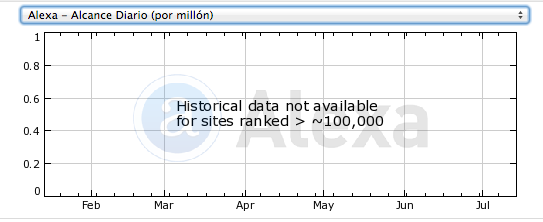 Alexa – Alcance Diario (por millón)
1
0.8
0.6
0.4
0.2
0
Historical data not available
for sites ranked > ~100,000
a Alexa
Feb Mar Apr May Jun Jul